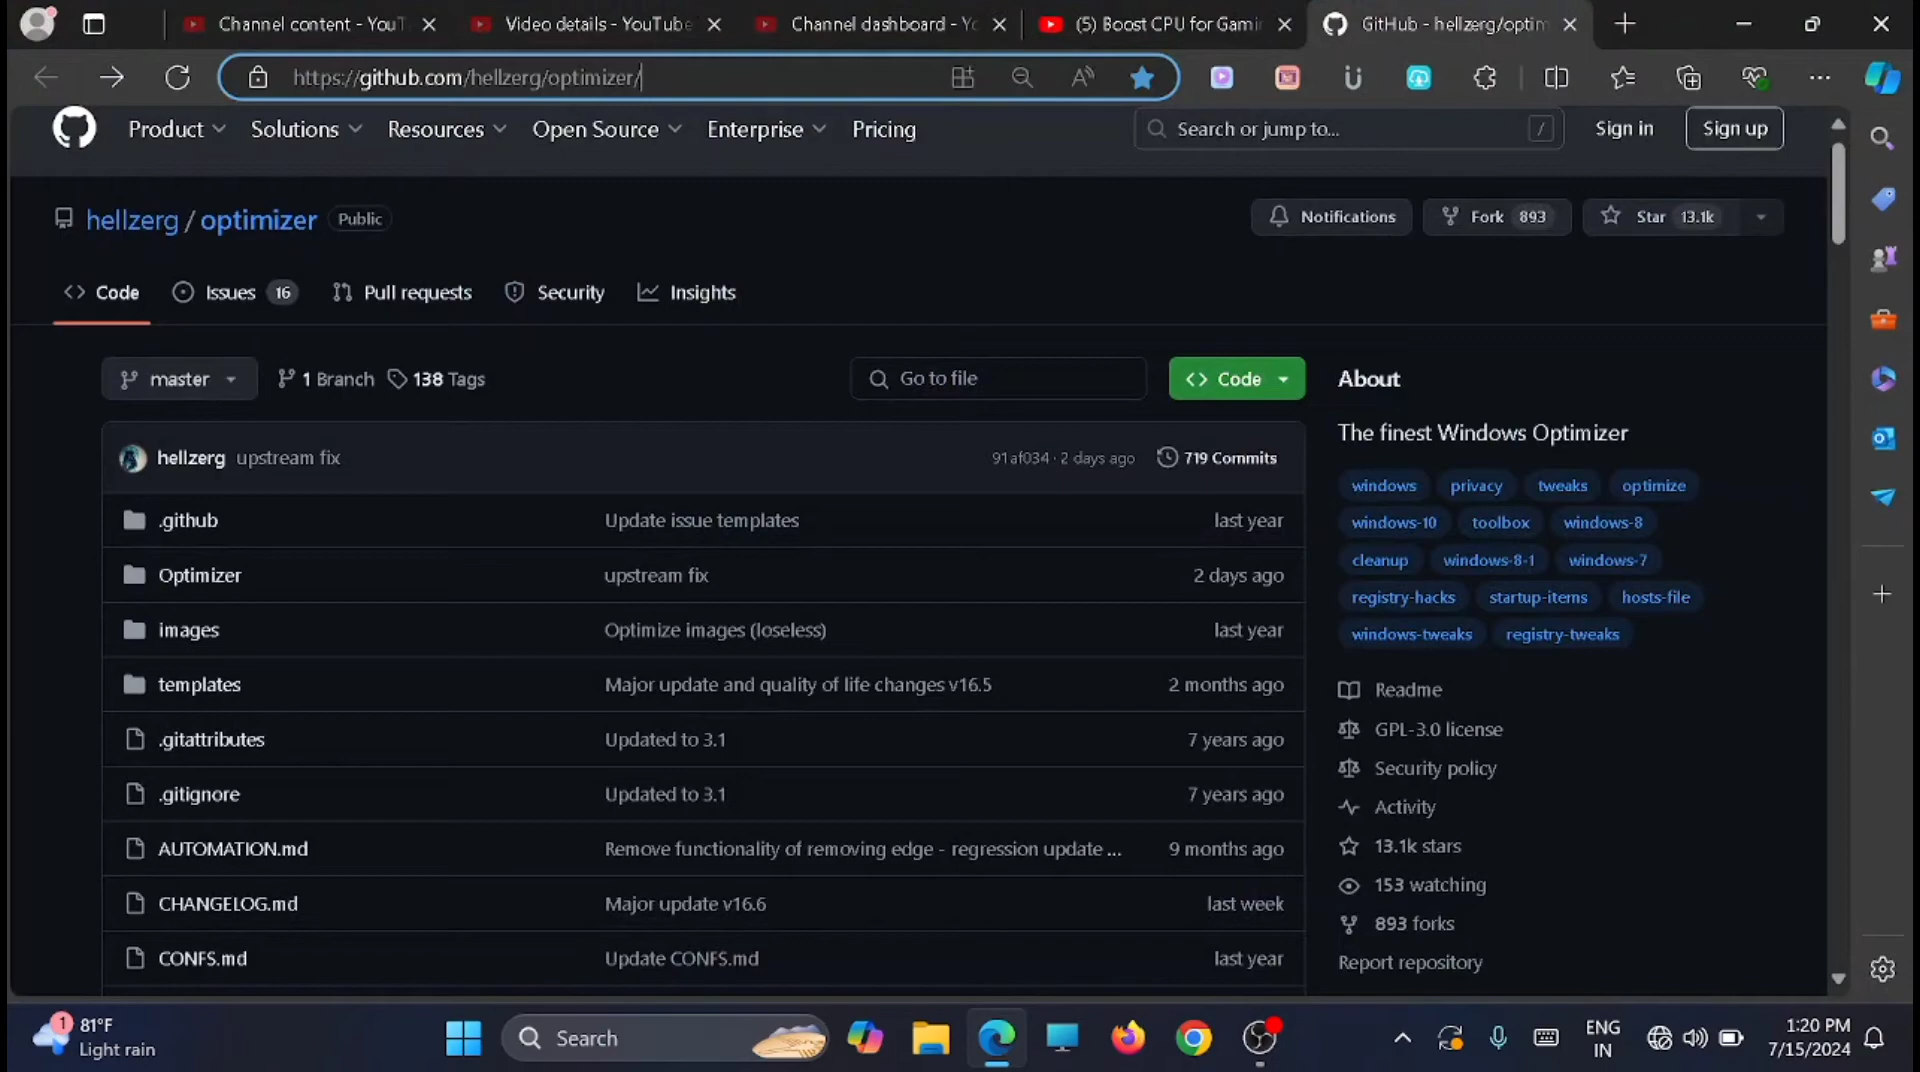 Channel content - YouT
Video details - YouTube
Channel dashboard - Yo
(5) Boost CPU for Gami
GitHub - hellzerg/optim
https://github.com/hellzerg/optimizer/
Product
Solutions
Resources
Open Source
Enterprise
Pricing
Search or jump to...
/
Sign in
Sign up
hellzerg / optimizer
Public
Notifications
Fork 893
Star 13.1k
Code
Issues 16
Pull requests
Security
Insights
master
1 Branch
138 Tags
Go to file
Code
hellzerg upstream fix
91af034 · 2 days ago
719 Commits
.github Update issue templates last year
Optimizer upstream fix 2 days ago
images Optimize images (loseless) last year
templates Major update and quality of life changes v16.5 2 months ago
.gitattributes Updated to 3.1 7 years ago
.gitignore Updated to 3.1 7 years ago
AUTOMATION.md Remove functionality of removing edge - regression update ... 9 months ago
CHANGELOG.md Major update v16.6 last week
CONFS.md Update CONFS.md last year
About
The finest Windows Optimizer
windows privacy tweaks optimize
windows-10 toolbox windows-8
cleanup windows-8-1 windows-7
registry-hacks startup-items hosts-file
windows-tweaks registry-tweaks
Readme
GPL-3.0 license
Security policy
Activity
13.1k stars
153 watching
893 forks
Report repository
1
81°F
Light rain
Search
ENG
IN
1:20 PM
7/15/2024